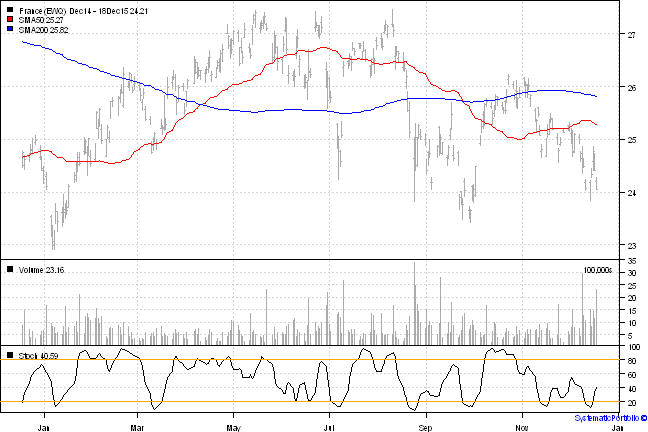 France (EWQ) Dec14 - 18Dec15 24.21
SMA50 25.27
SMA200 25.82
27
26
25
24
23
Volume 23.16
100,000s
35
30
25
20
15
10
5
Stoch 40.59
100
80
60
40
20
Jan Mar May Jul Sep Nov Jan
SystematicPortfolio ©